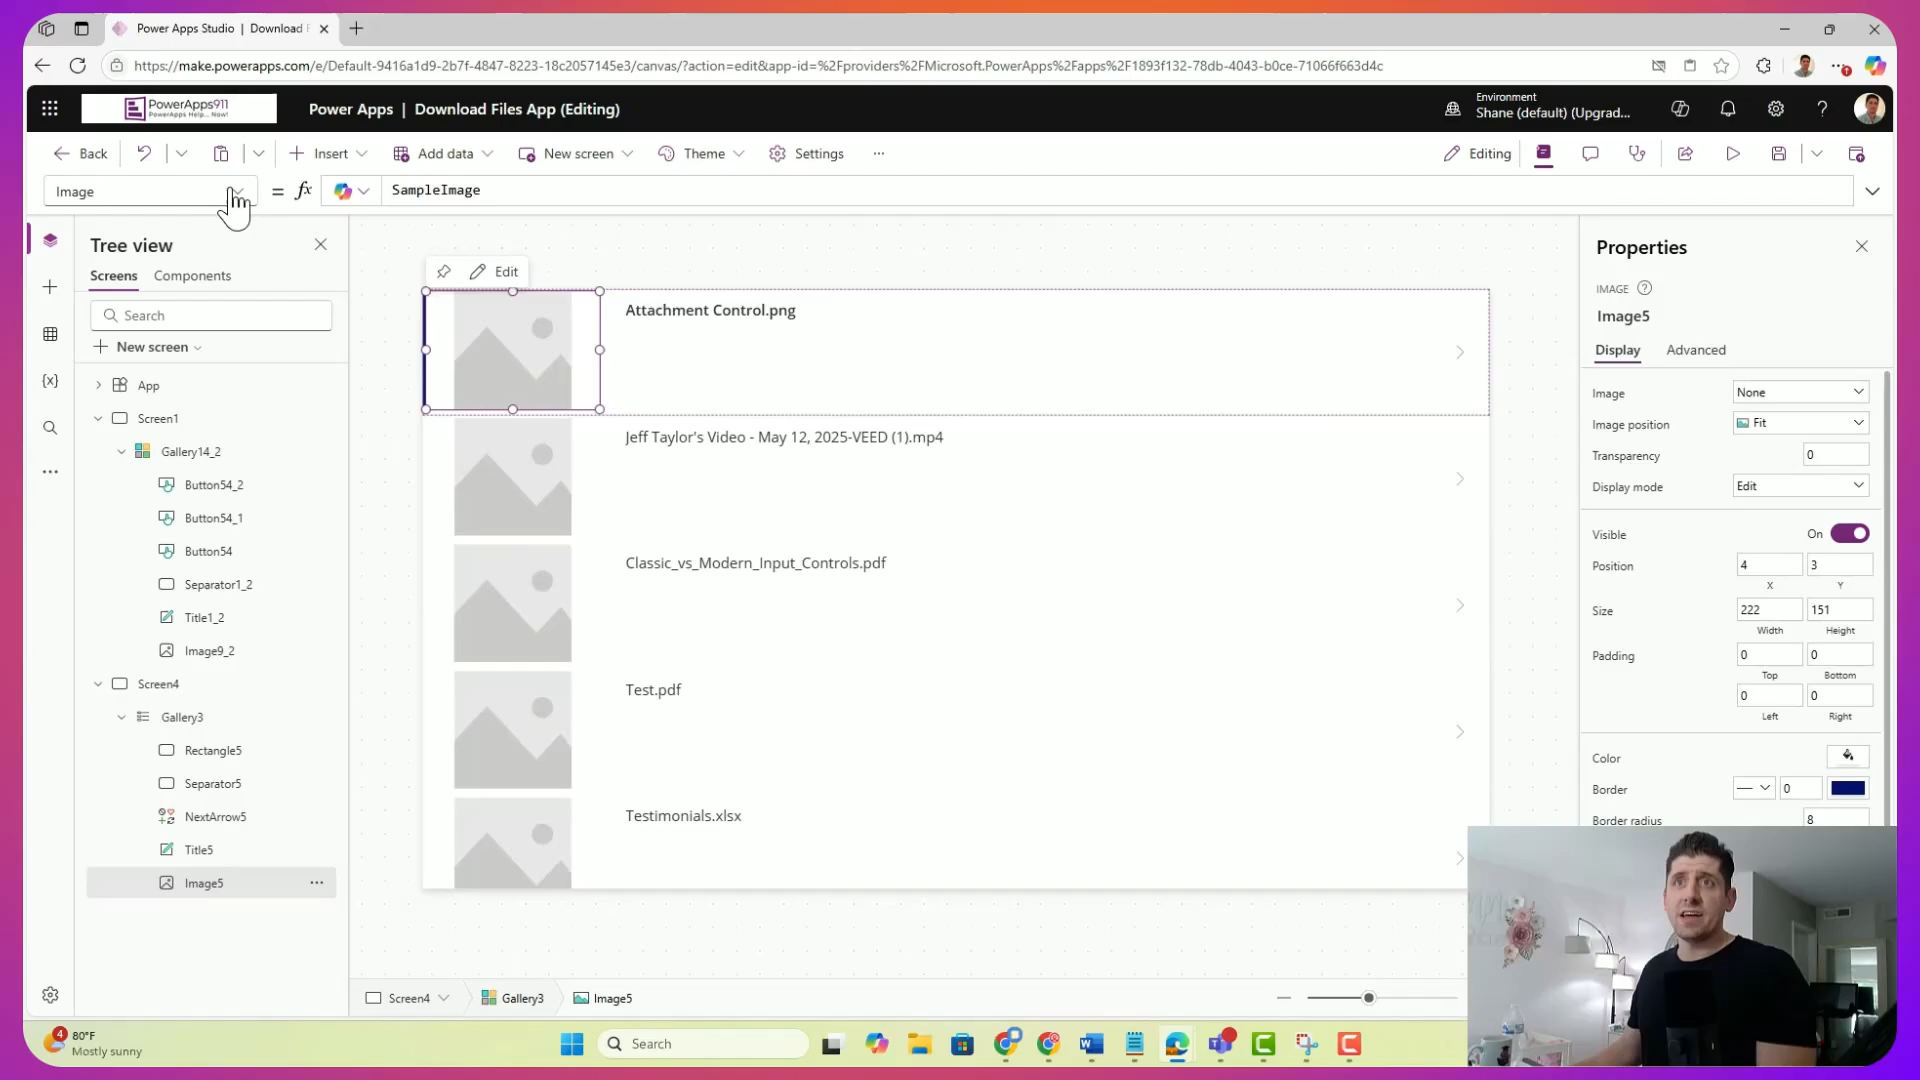 Power Apps Studio | Download F
https://make.powerapps.com/e/Default-9416a1d9-2b7f-4847-8223-18c2057145e3/canvas/?action=edit&app-id=%2Fproviders%2FMicrosoft.PowerApps%2Fapps%2F1893f132-78db-4043-b0ce-71066f663d4c
PowerApps911
PowerApps Help... Now!
Power Apps | Download Files App (Editing)
Environment
Shane (default) (Upgrad...
Back
Insert
Add data
New screen
Theme
Settings
Editing
Image
=
fx
SampleImage
Tree view
Screens
Components
Search
New screen
App
Screen1
Gallery14_2
Button54_2
Button54_1
Button54
Separator1_2
Title1_2
Image9_2
Screen4
Gallery3
Rectangle5
Separator5
NextArrow5
Title5
Image5
Edit
Attachment Control.png
Jeff Taylor's Video - May 12, 2025-VEED (1).mp4
Classic_vs_Modern_Input_Controls.pdf
Test.pdf
Testimonials.xlsx
Properties
IMAGE
Image5
Display
Advanced
Image
None
Image position
Fit
Transparency
0
Display mode
Edit
Visible
On
Position
4
3
X
Y
Size
222
151
Width
Height
Padding
0
0
Top
Bottom
0
0
Left
Right
Color
Border
0
Border radius
8
Screen4
Gallery3
Image5
4
80°F
Mostly sunny
Search